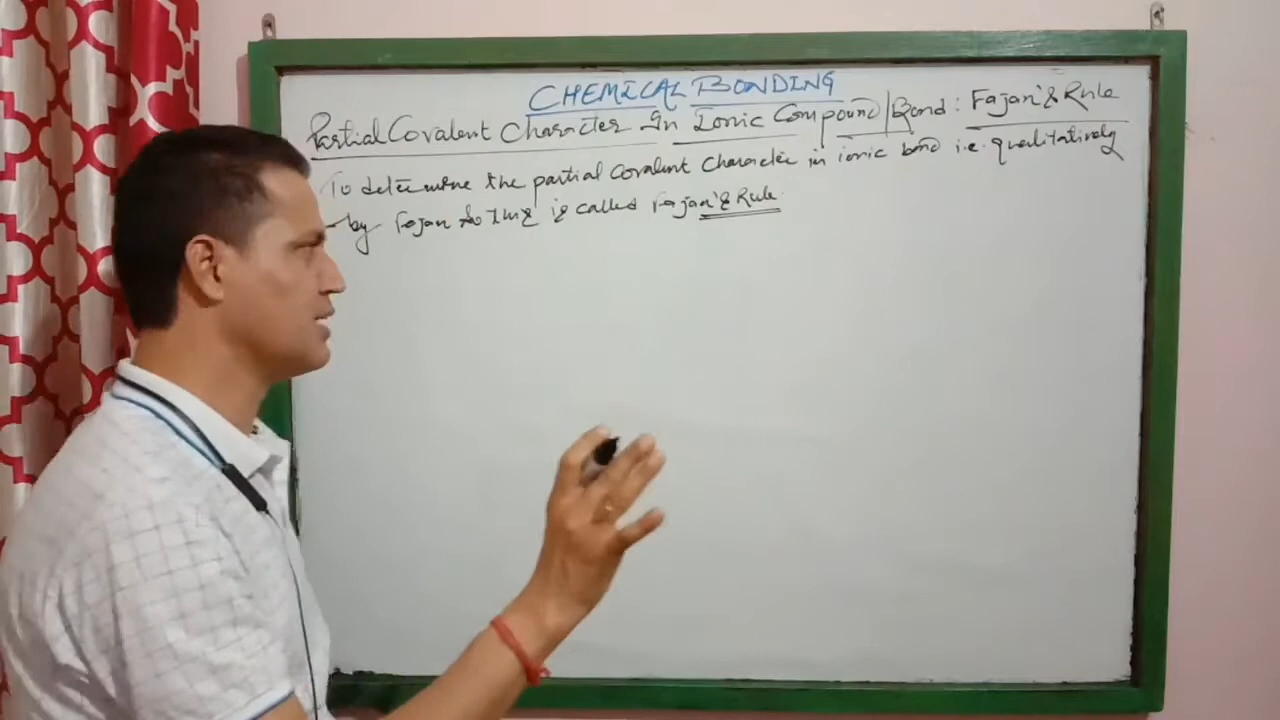 CHEMICAL BONDING
Partial Covalent Character In Ionic Compound/Bond : Fajan's Rule
To determine the partial covalent character in ionic bond i.e. qualitatively
by Fajan so this is called Fajan's Rule